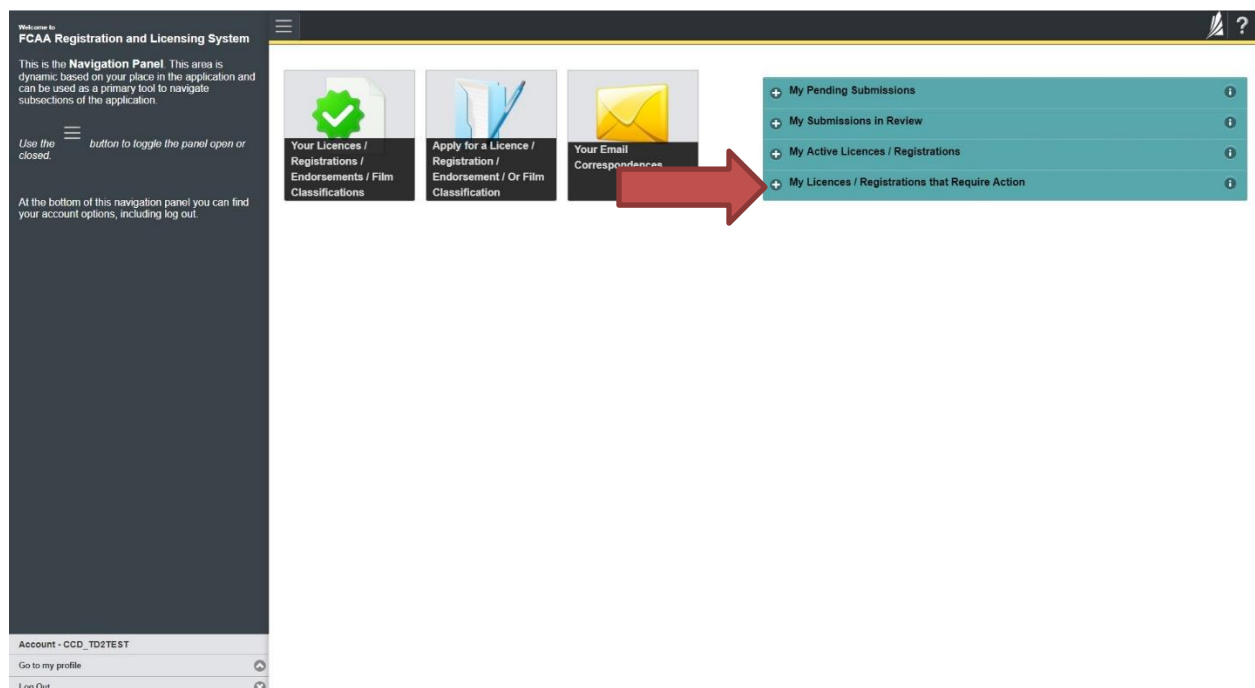 Welcome to
FCAA Registration and Licensing System
This is the Navigation Panel. This area is
dynamic based on your place in the application and
can be used as a primary tool to navigate
subsections of the application.
Use the button to toggle the panel open or
closed.
At the bottom of this navigation panel you can find
your account options, including log out.
Account - CCD_TD2TEST
Go to my profile
Log Out
?
Your Licences /
Registrations /
Endorsements / Film
Classifications
Apply for a Licence /
Registration /
Endorsement / Or Film
Classification
Your Email
Correspondences
My Pending Submissions
My Submissions in Review
My Active Licences / Registrations
My Licences / Registrations that Require Action